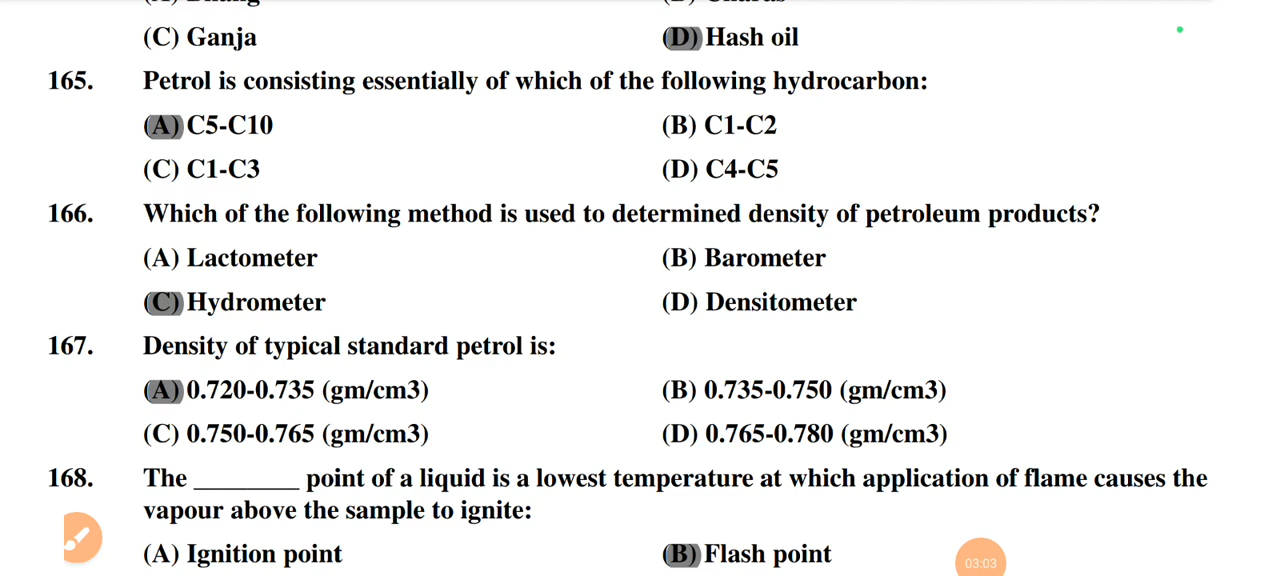 (C) Ganja (D) Hash oil
165. Petrol is consisting essentially of which of the following hydrocarbon:
(A) C5-C10 (B) C1-C2
(C) C1-C3 (D) C4-C5
166. Which of the following method is used to determined density of petroleum products?
(A) Lactometer (B) Barometer
(C) Hydrometer (D) Densitometer
167. Density of typical standard petrol is:
(A) 0.720-0.735 (gm/cm3) (B) 0.735-0.750 (gm/cm3)
(C) 0.750-0.765 (gm/cm3) (D) 0.765-0.780 (gm/cm3)
168. The ________ point of a liquid is a lowest temperature at which application of flame causes the
vapour above the sample to ignite:
(A) Ignition point (B) Flash point
03:03